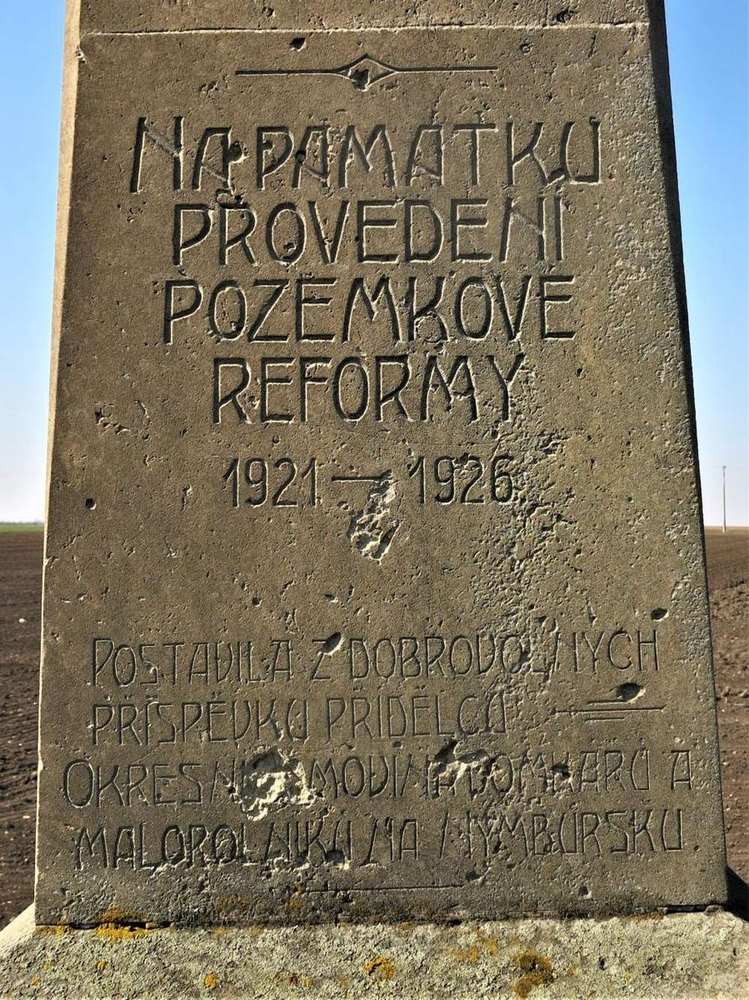 NA PAMÁTKU
PROVEDENÍ
POZEMKOVÉ
REFORMY
1921 — 1926
POSTAVILA Z DOBROVOLNÝCH
PŘÍSPĚVKŮ PŘÍDĚLCŮ
OKRESNÍ DOMKÁŘŮ A
MALOROLNÍKŮ NA NYMBURSKU.